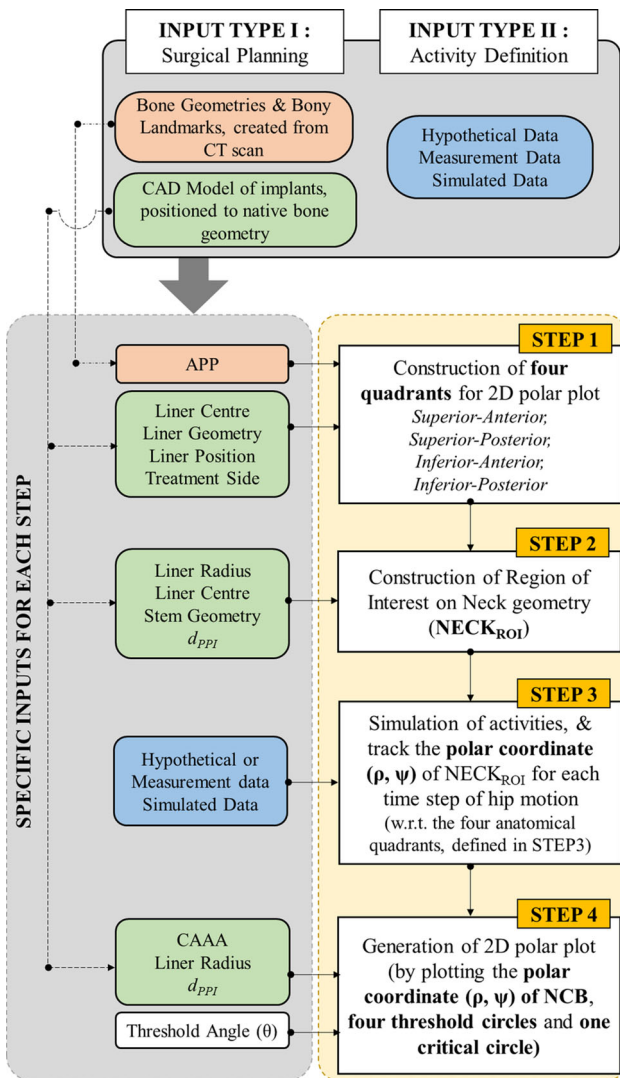 INPUT TYPE I :
Surgical Planning
INPUT TYPE II :
Activity Definition
Bone Geometries & Bony
Landmarks, created from
CT scan
CAD Model of implants,
positioned to native bone
geometry
Hypothetical Data
Measurement Data
Simulated Data
SPECIFIC INPUTS FOR EACH STEP
APP
Liner Centre
Liner Geometry
Liner Position
Treatment Side
STEP 1
Construction of four
quadrants for 2D polar plot
Superior-Anterior,
Superior-Posterior,
Inferior-Anterior,
Inferior-Posterior
Liner Radius
Liner Centre
Stem Geometry
dPPI
STEP 2
Construction of Region of
Interest on Neck geometry
(NECKROI)
Hypothetical or
Measurement data
Simulated Data
STEP 3
Simulation of activities, &
track the polar coordinate
(ρ, ψ) of NECKROI for each
time step of hip motion
(w.r.t. the four anatomical
quadrants, defined in STEP3)
CAAA
Liner Radius
dPPI
Threshold Angle (θ)
STEP 4
Generation of 2D polar plot
(by plotting the polar
coordinate (ρ, ψ) of NCB,
four threshold circles and one
critical circle)